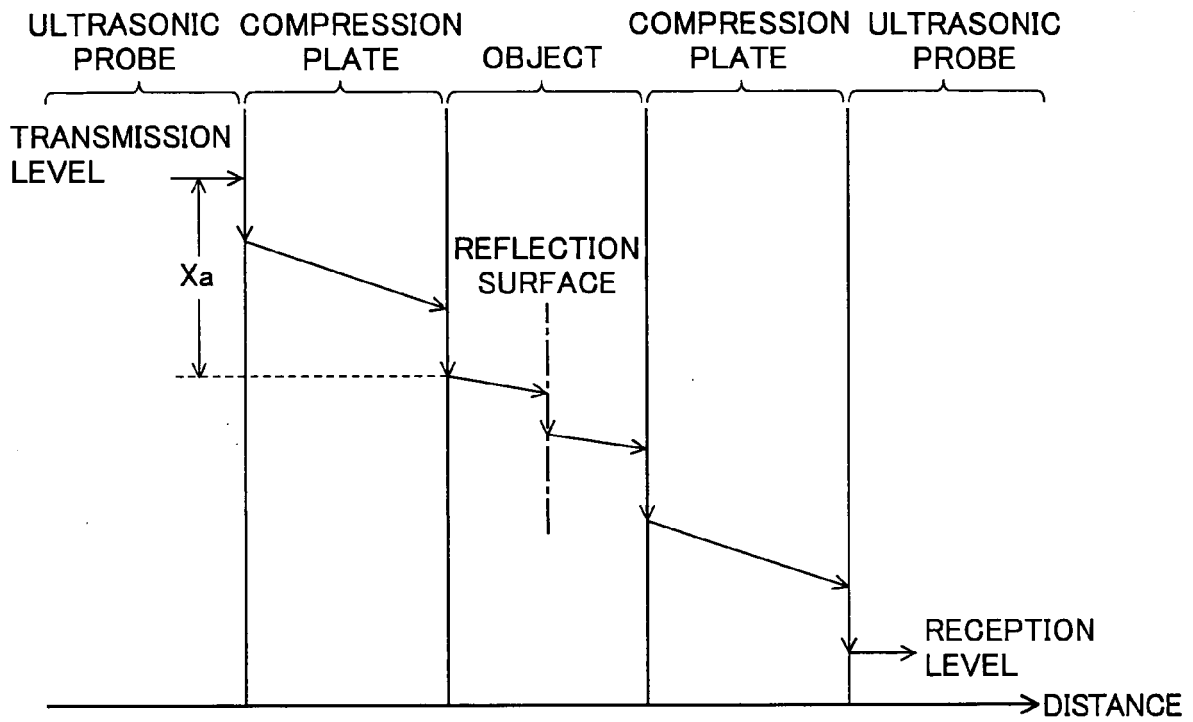 ULTRASONIC
PROBE
COMPRESSION
PLATE
OBJECT
COMPRESSION
PLATE
ULTRASONIC
PROBE
TRANSMISSION
LEVEL
Xa
REFLECTION
SURFACE
RECEPTION
LEVEL
DISTANCE